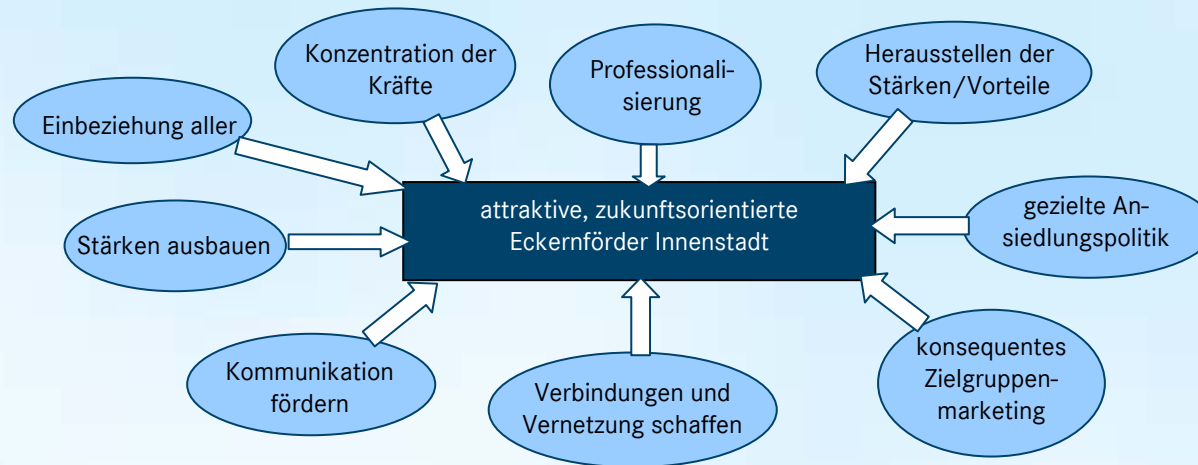 Konzentration der
Kräfte
Professionali-
sierung
Herausstellen der
Stärken/Vorteile
Einbeziehung aller
attraktive, zukunftsorientierte
Eckernförder Innenstadt
gezielte An-
siedlungspolitik
Stärken ausbauen
Kommunikation
fördern
Verbindungen und
Vernetzung schaffen
konsequentes
Zielgruppen-
marketing